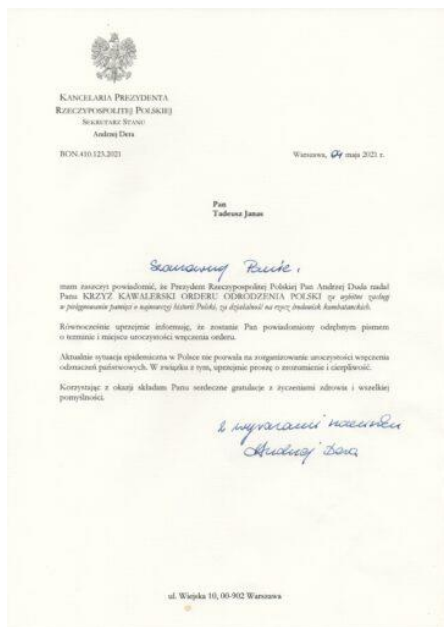 KANCELARIA PREZYDENTA
RZECZYPOSPOLITEJ POLSKIEJ
SEKRETARZ STANU
Andrzej Dera
BON.410.123.2021
Warszawa, 04 maja 2021 r.
Pan
Tadeusz Janas
Szanowny Panie,
mam zaszczyt powiadomić, że Prezydent Rzeczypospolitej Polskiej Pan Andrzej Duda nadał
Panu KRZYŻ KAWALERSKI ORDERU ODRODZENIA POLSKI za wybitne zasługi
w pielęgnowaniu pamięci o najnowszej historii Polski, za działalność na rzecz środowisk kombatanckich.
Równocześnie uprzejmie informuję, że zostanie Pan powiadomiony odrębnym pismem
o terminie i miejscu uroczystości wręczenia orderu.
Aktualnie sytuacja epidemiczna w Polsce nie pozwala na zorganizowanie uroczystości wręczenia
odznaczeń państwowych. W związku z tym, uprzejmie proszę o zrozumienie i cierpliwość.
Korzystając z okazji składam Panu serdeczne gratulacje z życzeniami zdrowia i wszelkiej
pomyślności.
z wyrazami szacunku
Andrzej Dera
ul. Wiejska 10, 00-902 Warszawa